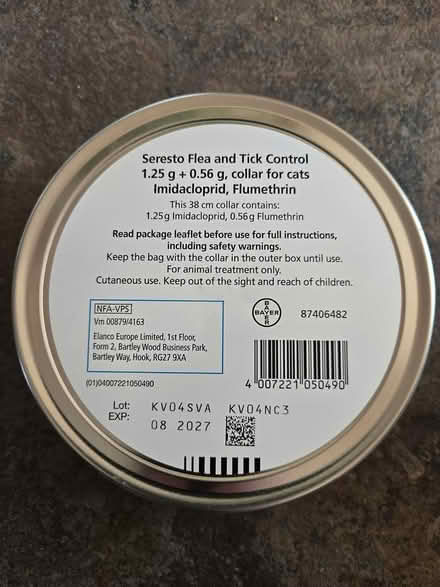 Seresto Flea and Tick Control
1.25 g + 0.56 g, collar for cats
Imidacloprid, Flumethrin
This 38 cm collar contains:
1.25 g Imidacloprid, 0.56 g Flumethrin
Read package leaflet before use for full instructions,
including safety warnings.
Keep the bag with the collar in the outer box until use.
For animal treatment only.
Cutaneous use. Keep out of the sight and reach of children.
NFA-VPS
Vm 00879/4163
Elanco Europe Limited, 1st Floor,
Form 2, Bartley Wood Business Park,
Bartley Way, Hook, RG27 9XA
BAYER
BAYER
87406482
4 007221 050490
(01)04007221050490
Lot: KV04SVA KV04NC3
EXP: 08 2027